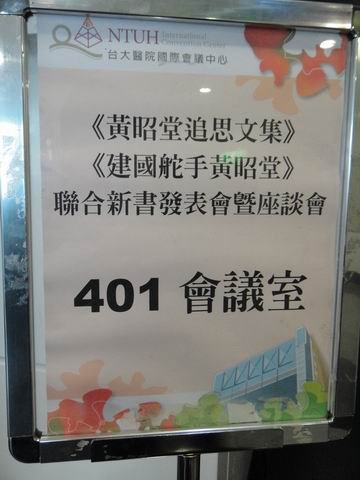 NTUH International Convention Center
台大醫院國際會議中心
《黃昭堂追思文集》
《建國舵手黃昭堂》
聯合新書發表會暨座談會
401 會議室